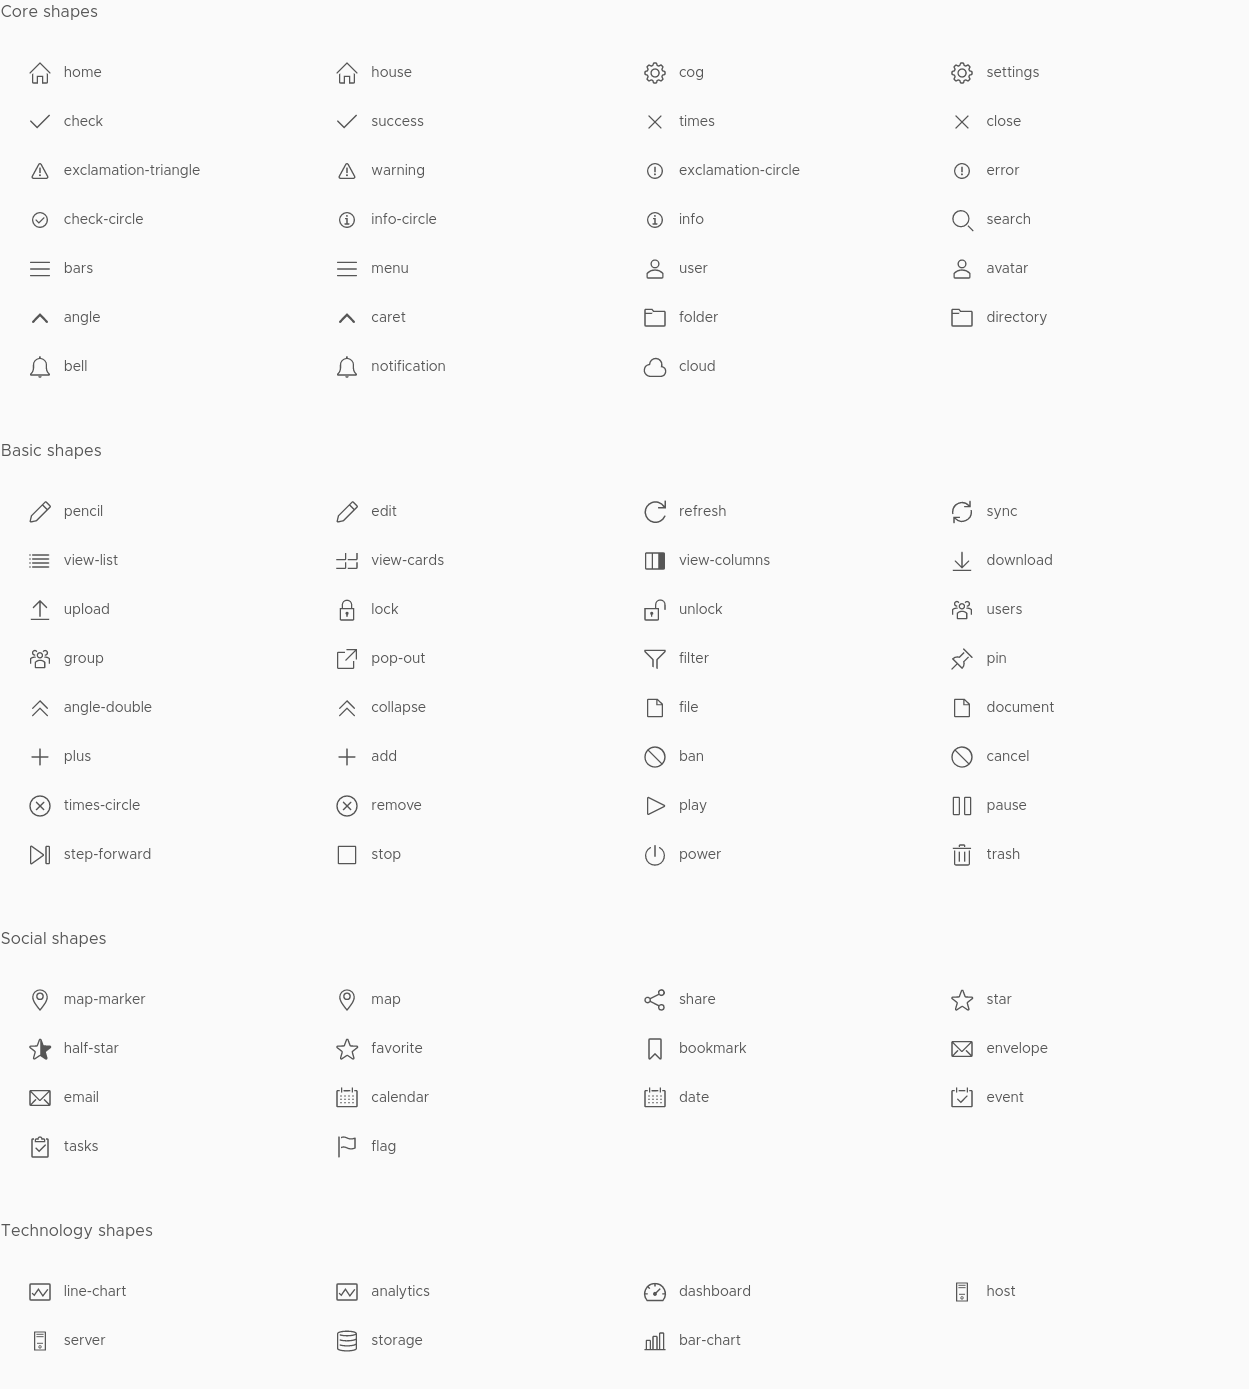 Core shapes
home house cog settings
check success times close
exclamation-triangle warning exclamation-circle error
check-circle info-circle info search
bars menu user avatar
angle caret folder directory
bell notification cloud
Basic shapes
pencil edit refresh sync
view-list view-cards view-columns download
upload lock unlock users
group pop-out filter pin
angle-double collapse file document
plus add ban cancel
times-circle remove play pause
step-forward stop power trash
Social shapes
map-marker map share star
half-star favorite bookmark envelope
email calendar date event
tasks flag
Technology shapes
line-chart analytics dashboard host
server storage bar-chart